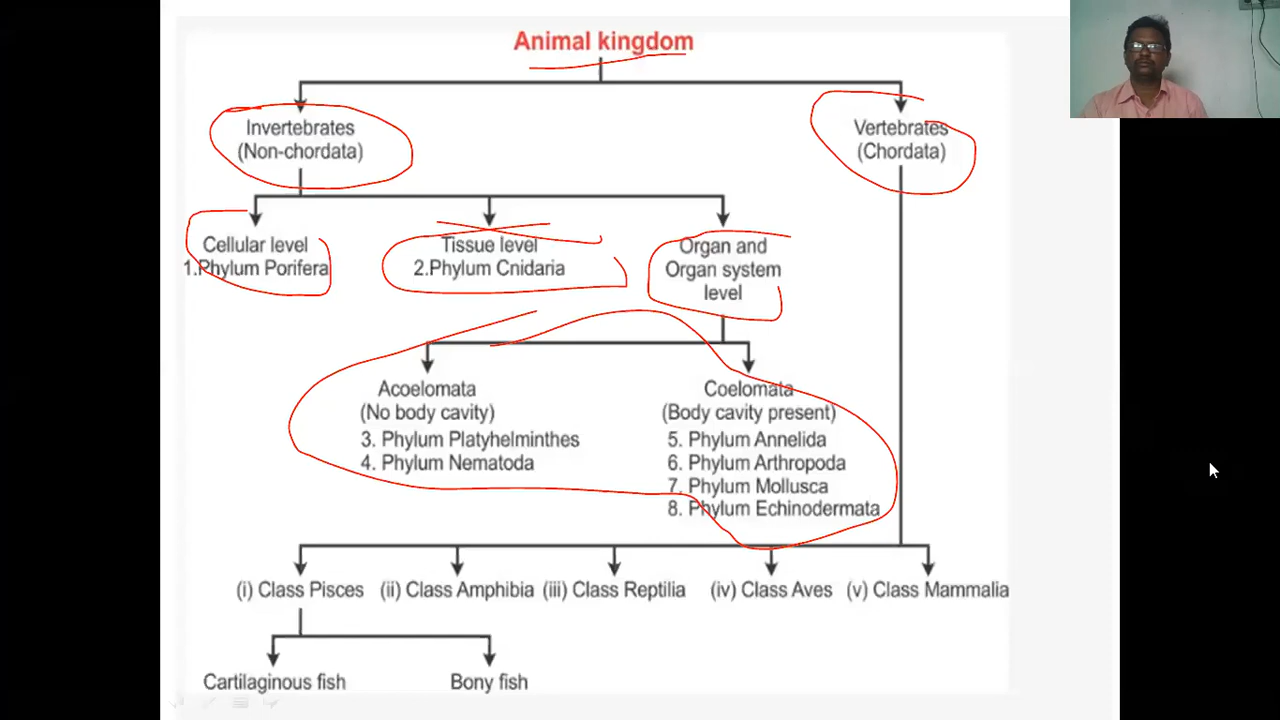 Animal kingdom
Invertebrates
(Non-chordata)
Vertebrates
(Chordata)
Cellular level
1.Phylum Porifera
Tissue level
2.Phylum Cnidaria
Organ and
Organ system
level
Acoelomata
(No body cavity)
3. Phylum Platyhelminthes
4. Phylum Nematoda
Coelomata
(Body cavity present)
5. Phylum Annelida
6. Phylum Arthropoda
7. Phylum Mollusca
8. Phylum Echinodermata
(i) Class Pisces
(ii) Class Amphibia
(iii) Class Reptilia
(iv) Class Aves
(v) Class Mammalia
Cartilaginous fish
Bony fish